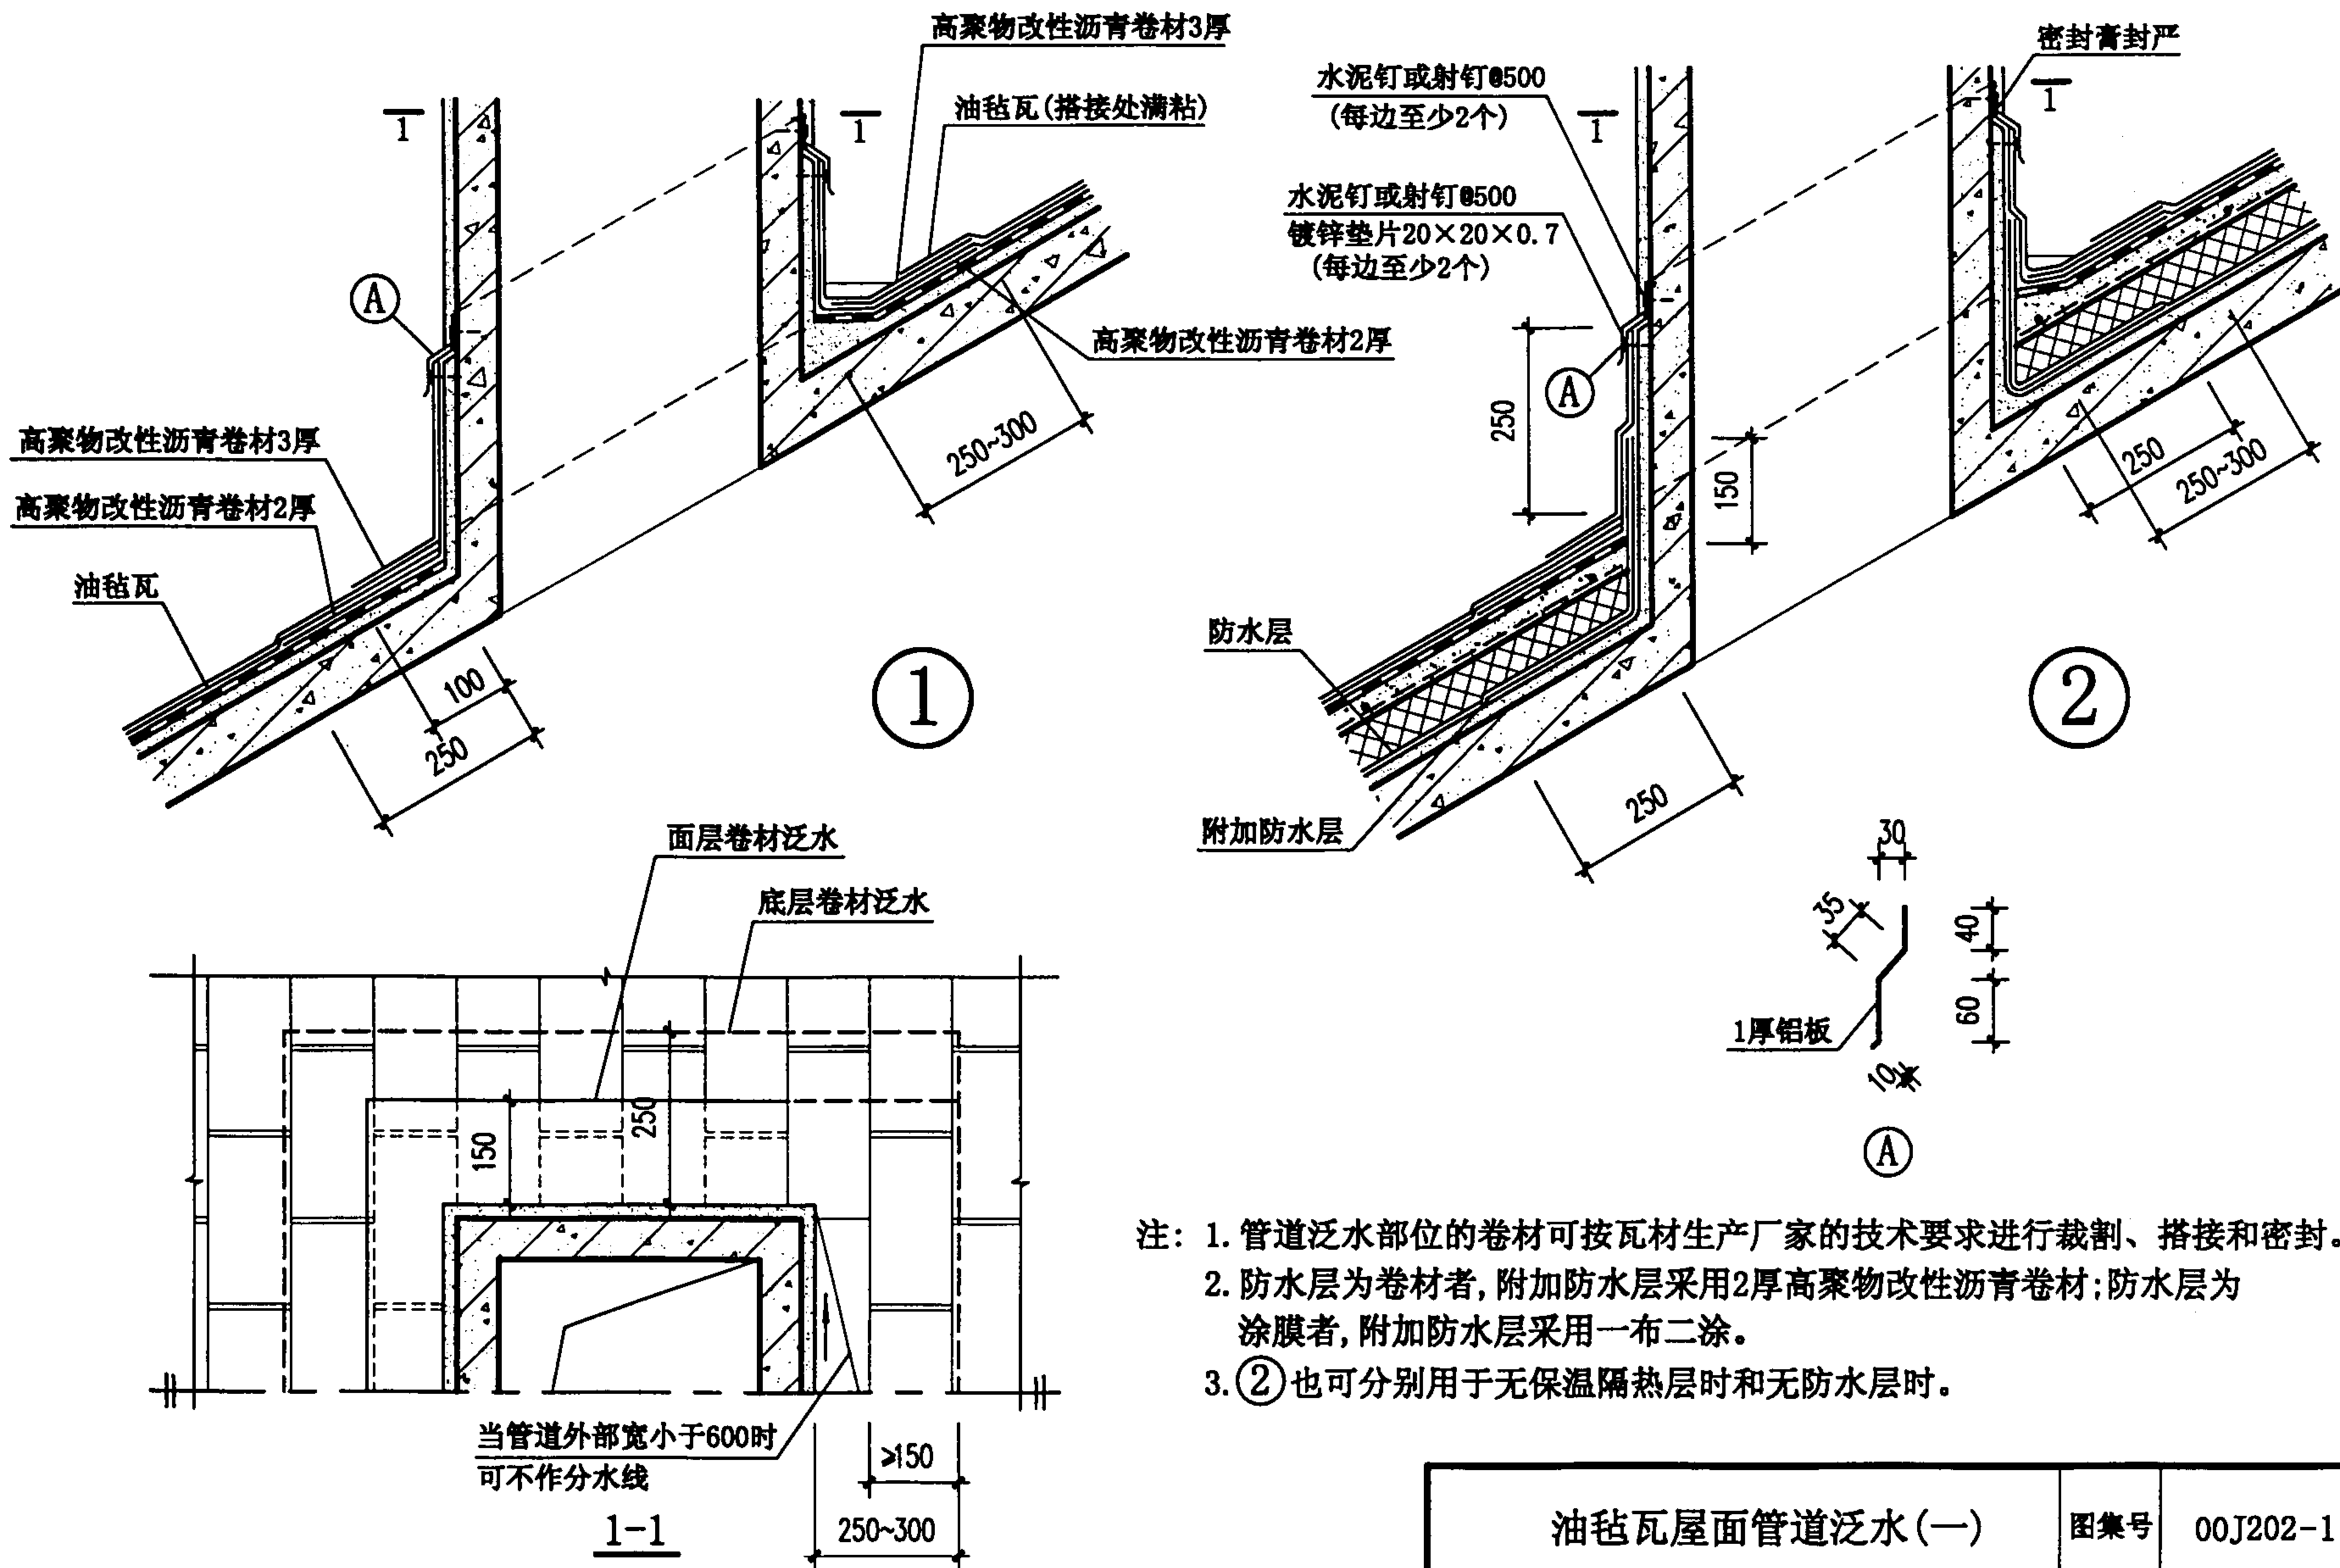 高聚物改性沥青卷材3厚
油毡瓦(搭接处满粘)
1
1
A
高聚物改性沥青卷材2厚
250~300
高聚物改性沥青卷材3厚
高聚物改性沥青卷材2厚
油毡瓦
100
250
①
水泥钉或射钉@500
(每边至少2个)
水泥钉或射钉@500
镀锌垫片20×20×0.7
(每边至少2个)
密封膏封严
1
1
A
250
150
250
250~300
防水层
附加防水层
250
②
面层卷材泛水
底层卷材泛水
150
250
当管道外部宽小于600时
可不作分水线
≥150
250~300
1-1
30
35
40
60
1厚铝板
10
A
注: 1.管道泛水部位的卷材可按瓦材生产厂家的技术要求进行裁割、搭接和密封。
2.防水层为卷材者,附加防水层采用2厚高聚物改性沥青卷材;防水层为
涂膜者,附加防水层采用一布二涂。
3.②也可分别用于无保温隔热层时和无防水层时。
油毡瓦屋面管道泛水(一)
图集号
00J202-1